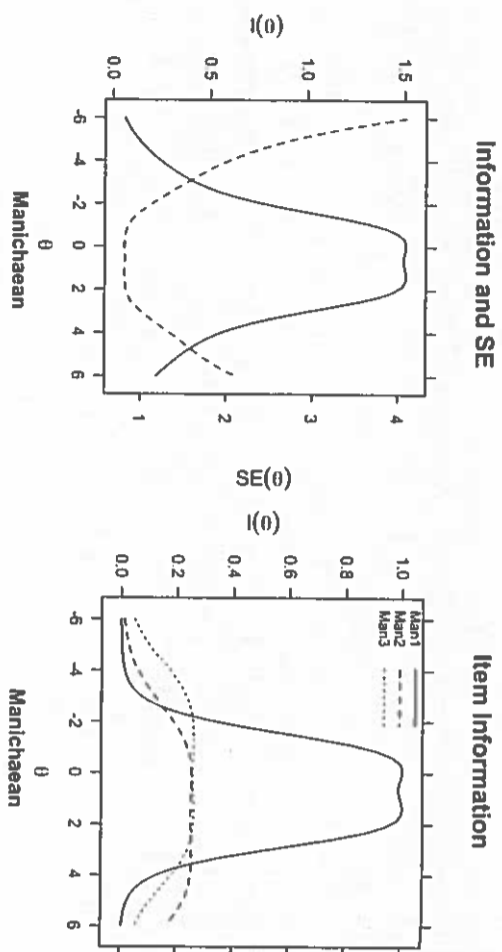 Information and SE
I(θ)
0.0 0.5 1.0 1.5
-6 -4 -2 0 2 4 6
θ
Manichaean
1 2 3 4
SE(θ)
Item Information
I(θ)
0.0 0.2 0.4 0.6 0.8 1.0
Man1
Man2
Man3
-6 -4 -2 0 2 4 6
θ
Manichaean